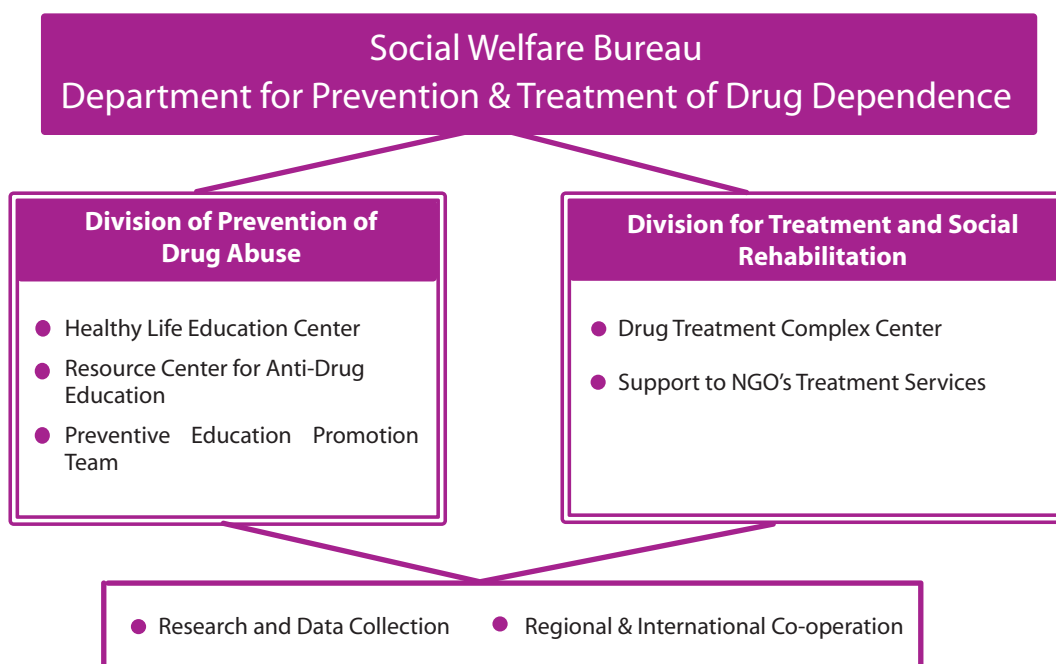 Social Welfare Bureau
Department for Prevention & Treatment of Drug Dependence
Division of Prevention of
Drug Abuse
Healthy Life Education Center
Resource Center for Anti-Drug
Education
Preventive Education Promotion
Team
Division for Treatment and Social
Rehabilitation
Drug Treatment Complex Center
Support to NGO’s Treatment Services
Research and Data Collection
Regional & International Co-operation